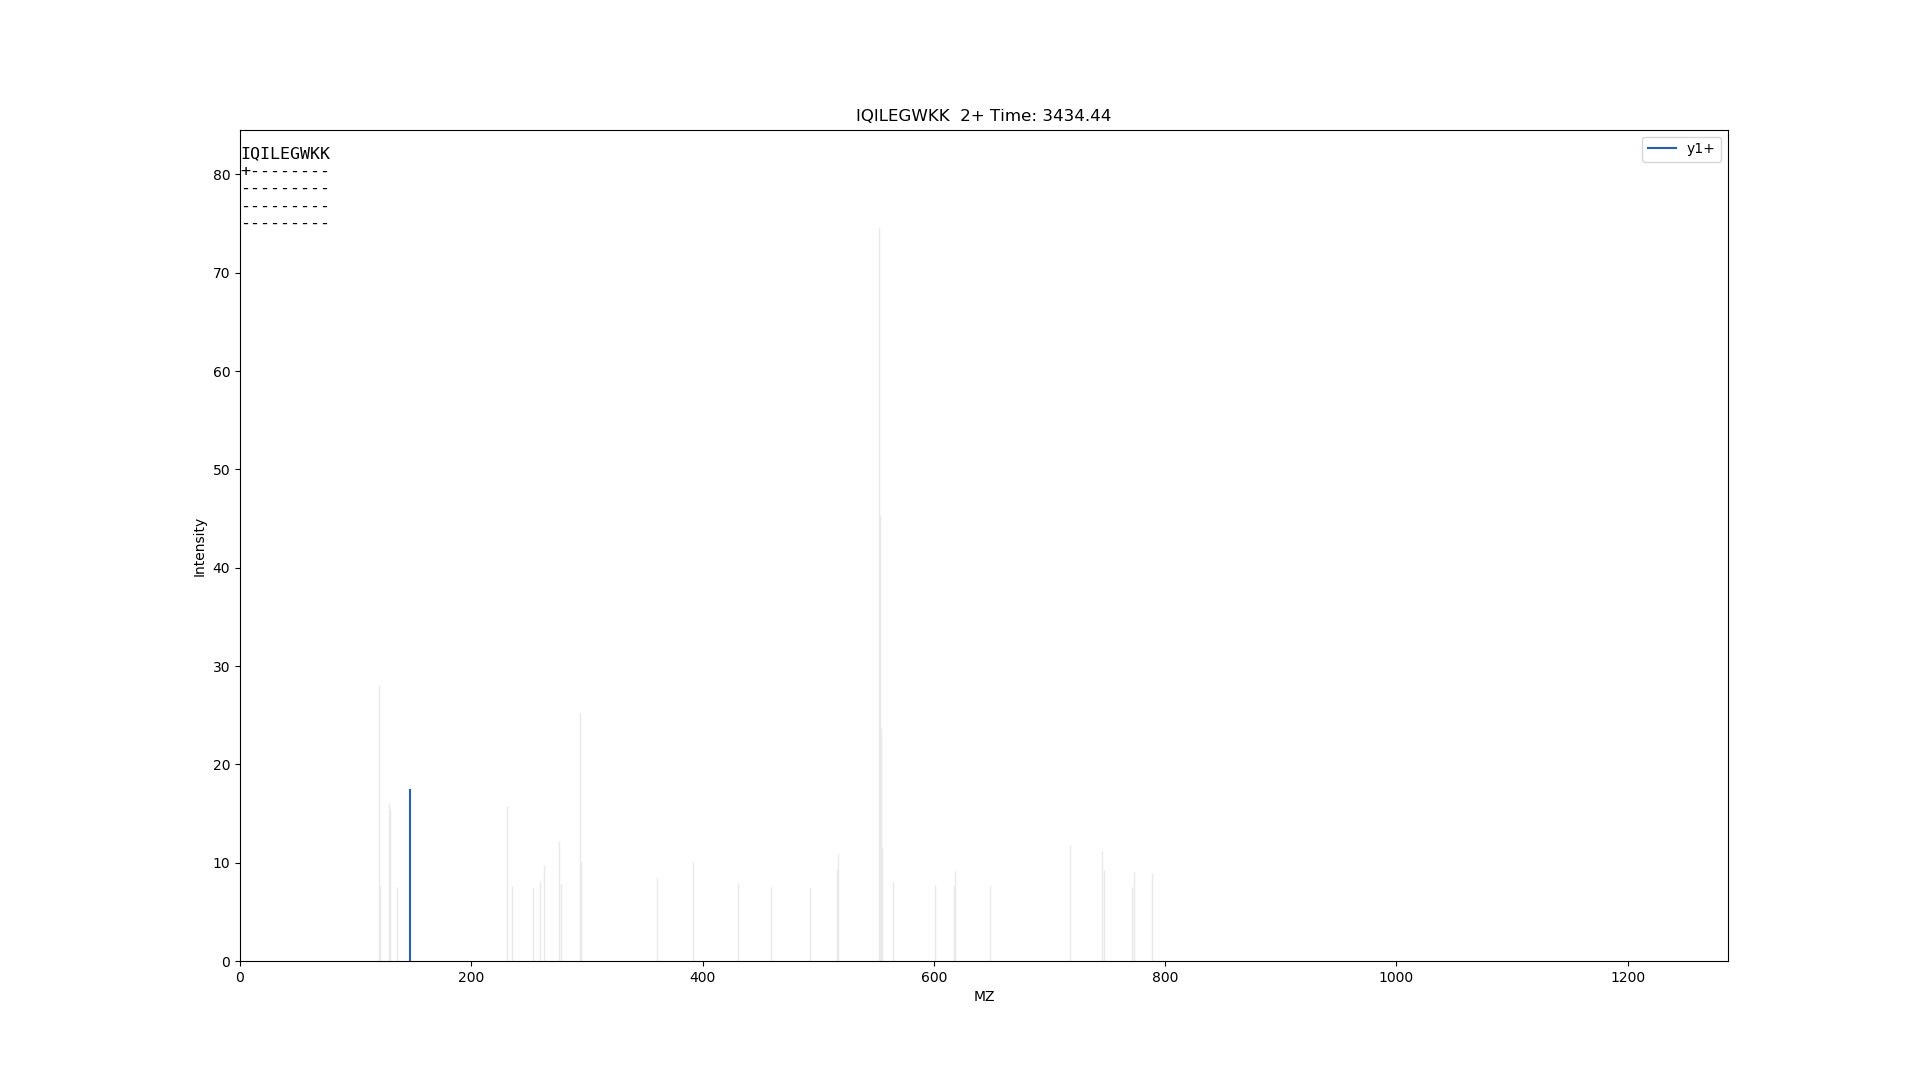 IQILEGWKK  2+ Time: 3434.44
IQILEGWKK
+--------
---------
---------
---------
y1+
80
70
60
50
40
30
20
10
0
Intensity
0 200 400 600 800 1000 1200
MZ